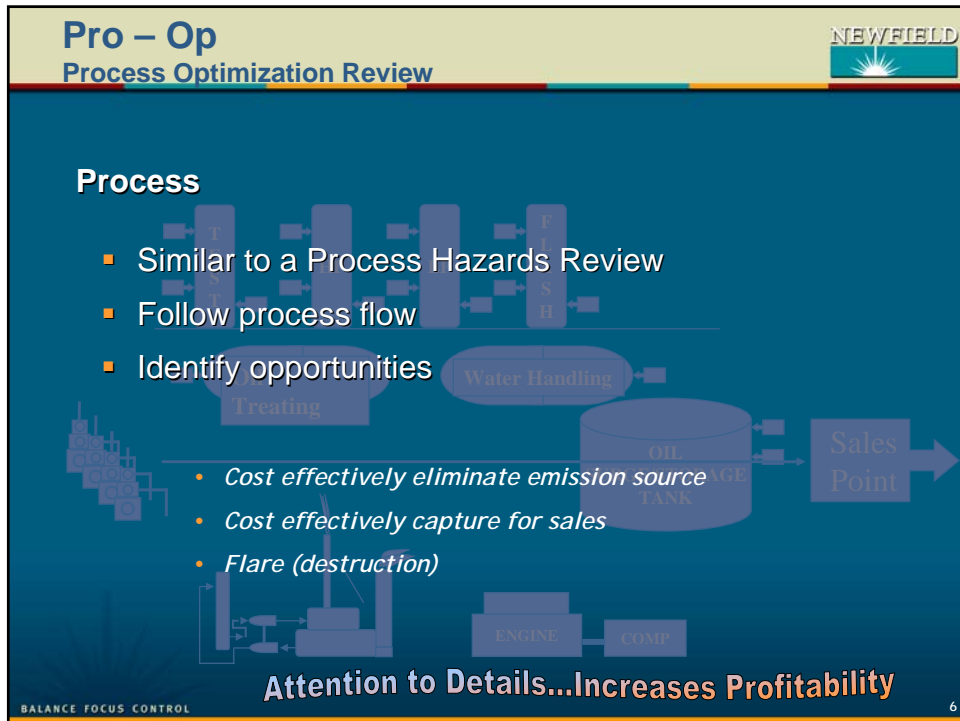 Pro – Op
Process Optimization Review
NEWFIELD
Process
Similar to a Process Hazards Review
Follow process flow
Identify opportunities
TEST
FLSH
Treating
Water Handling
Cost effectively eliminate emission source
Cost effectively capture for sales
Flare (destruction)
OIL
TANK
Sales
Point
ENGINE
COMP
Attention to Details...Increases Profitability
BALANCE FOCUS CONTROL
6